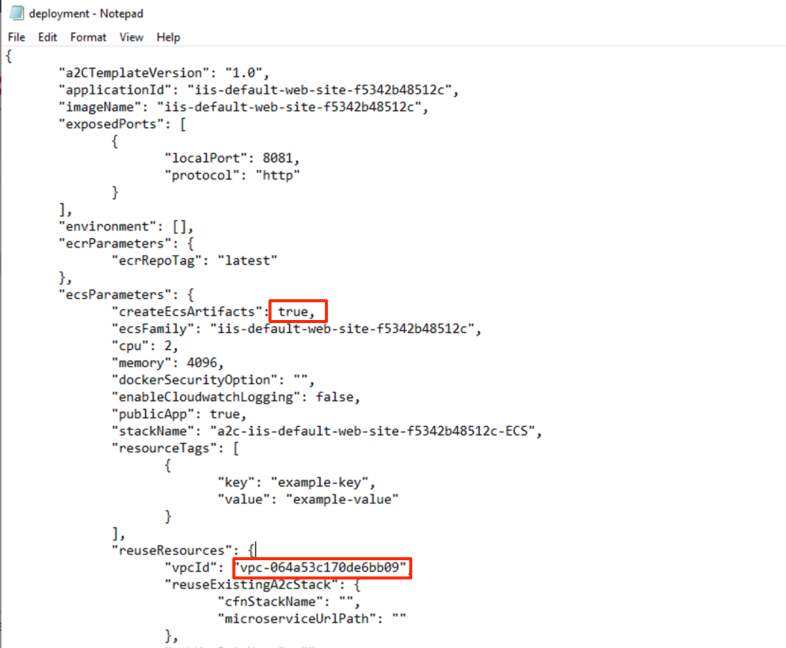 deployment - Notepad
File Edit Format View Help
{
"a2CTemplateVersion": "1.0",
"applicationId": "iis-default-web-site-f5342b48512c",
"imageName": "iis-default-web-site-f5342b48512c",
"exposedPorts": [
{
"localPort": 8081,
"protocol": "http"
}
],
"environment": [],
"ecrParameters": {
"ecrRepoTag": "latest"
},
"ecsParameters": {
"createEcsArtifacts": true,
"ecsFamily": "iis-default-web-site-f5342b48512c",
"cpu": 2,
"memory": 4096,
"dockerSecurityOption": "",
"enableCloudwatchLogging": false,
"publicApp": true,
"stackName": "a2c-iis-default-web-site-f5342b48512c-ECS",
"resourceTags": [
{
"key": "example-key",
"value": "example-value"
}
],
"reuseResources": {
"vpcId": "vpc-064a53c170de6bb09",
"reuseExistingA2cStack": {
"cfnStackName": "",
"microserviceUrlPath": ""
},